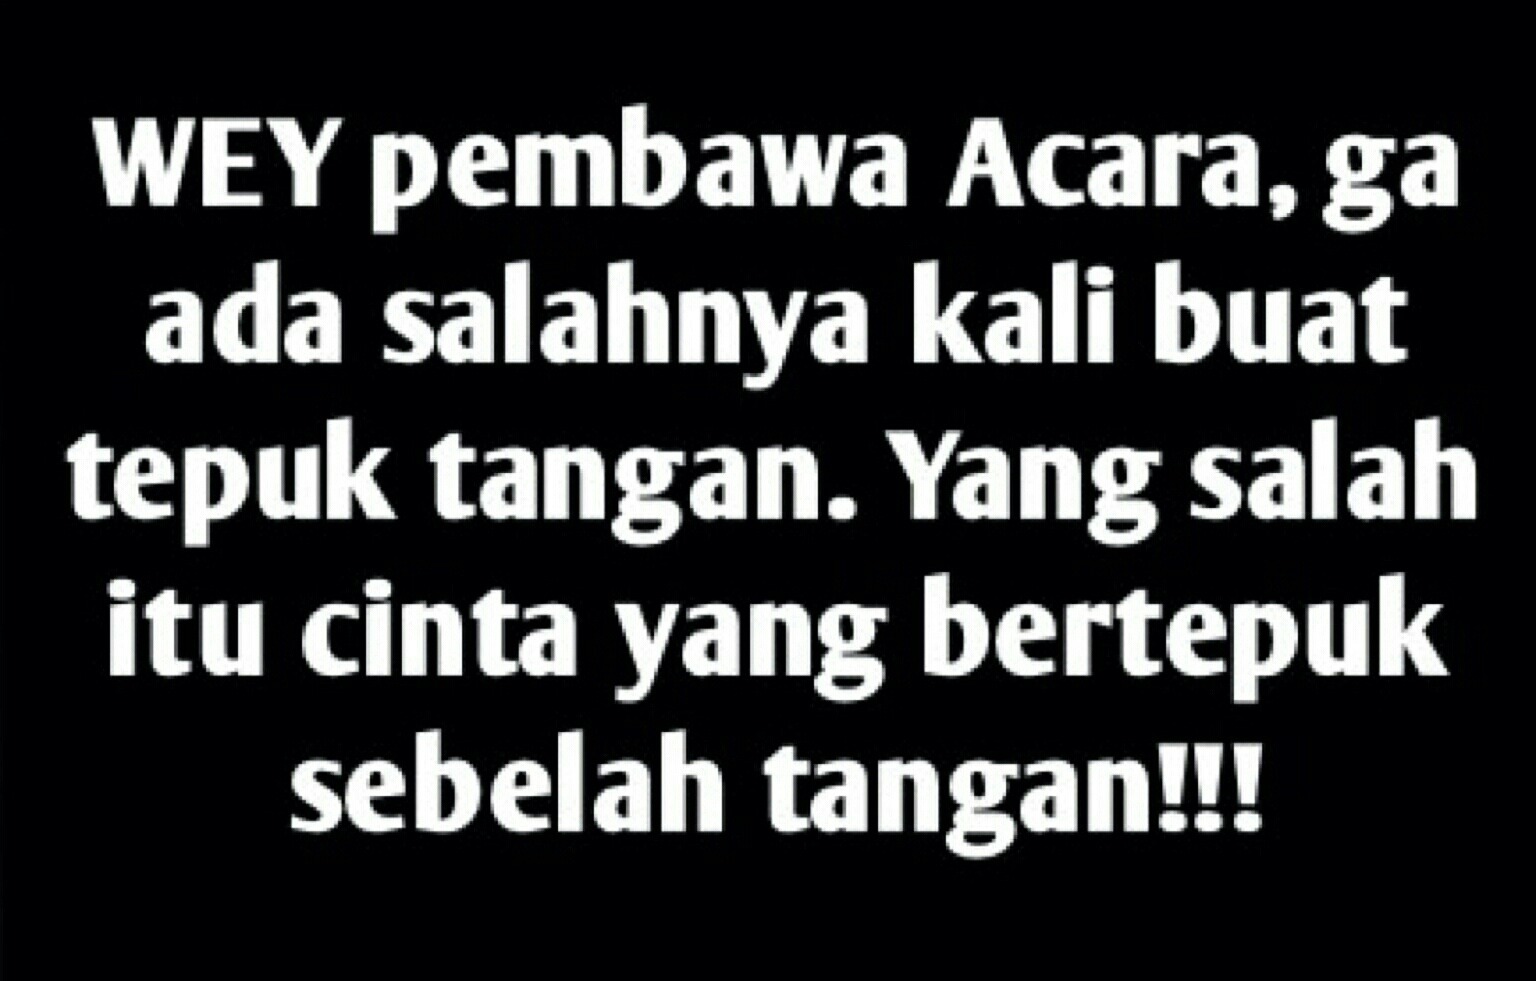 WEY pembawa Acara, ga
ada salahnya kali buat
tepuk tangan. Yang salah
itu cinta yang bertepuk
sebelah tangan!!!